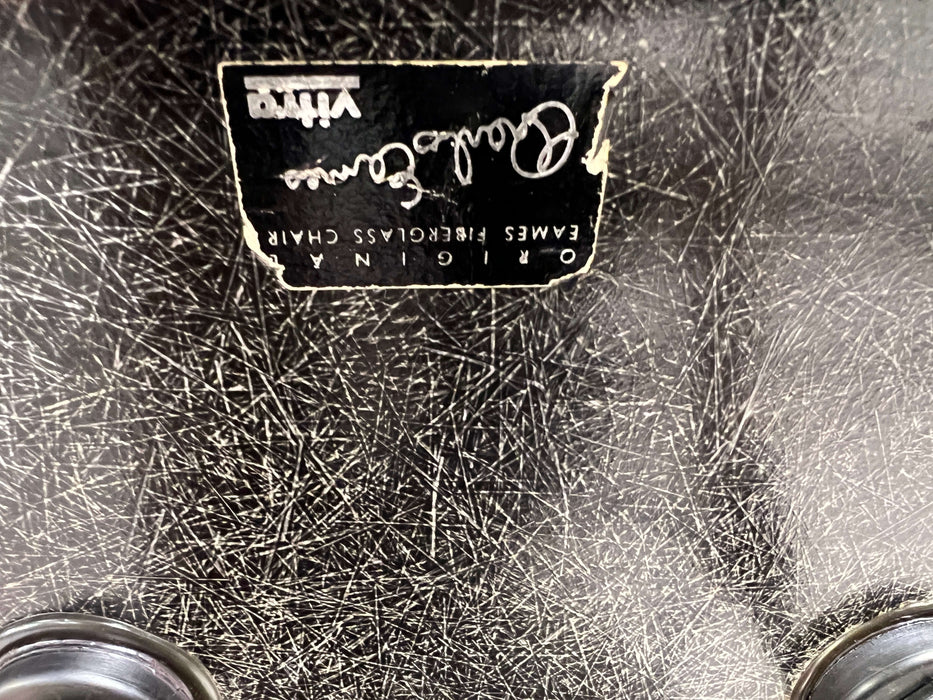 ORIGINAL
EAMES FIBERGLASS CHAIR
Charles Eames
vitra